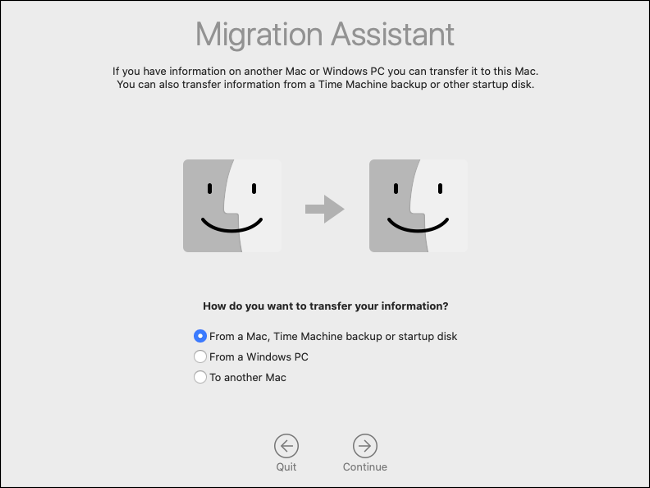 Migration Assistant
If you have information on another Mac or Windows PC you can transfer it to this Mac.
You can also transfer information from a Time Machine backup or other startup disk.
How do you want to transfer your information?
From a Mac, Time Machine backup or startup disk
From a Windows PC
To another Mac
Quit
Continue